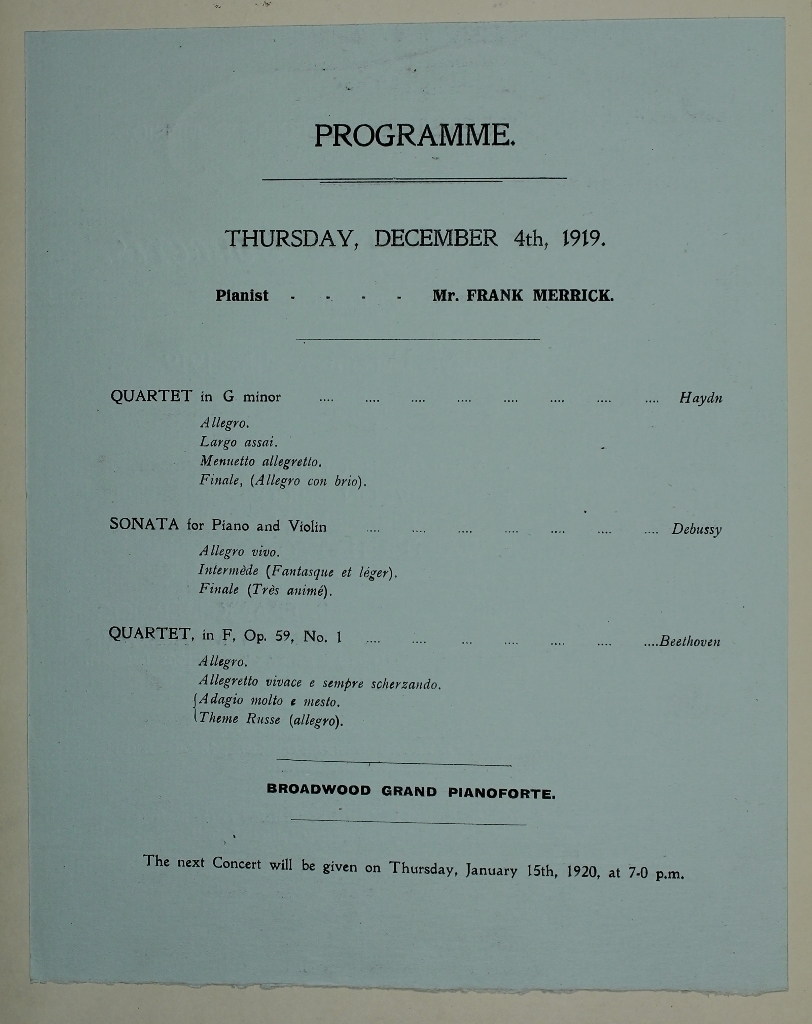 PROGRAMME.
THURSDAY, DECEMBER 4th, 1919.
Pianist - - - - Mr. FRANK MERRICK.
QUARTET in G minor .... .... .... .... .... .... .... .... Haydn
Allegro.
Largo assai.
Menuetto allegretto.
Finale, (Allegro con brio).
SONATA for Piano and Violin .... .... .... .... .... .... .... Debussy
Allegro vivo.
Intermède (Fantasque et léger).
Finale (Très animé).
QUARTET, in F, Op. 59, No. 1 .... .... .... .... .... .... ....Beethoven
Allegro.
Allegretto vivace e sempre scherzando.
{Adagio molto e mesto.
Theme Russe (allegro).
BROADWOOD GRAND PIANOFORTE.
The next Concert will be given on Thursday, January 15th, 1920, at 7-0 p.m.